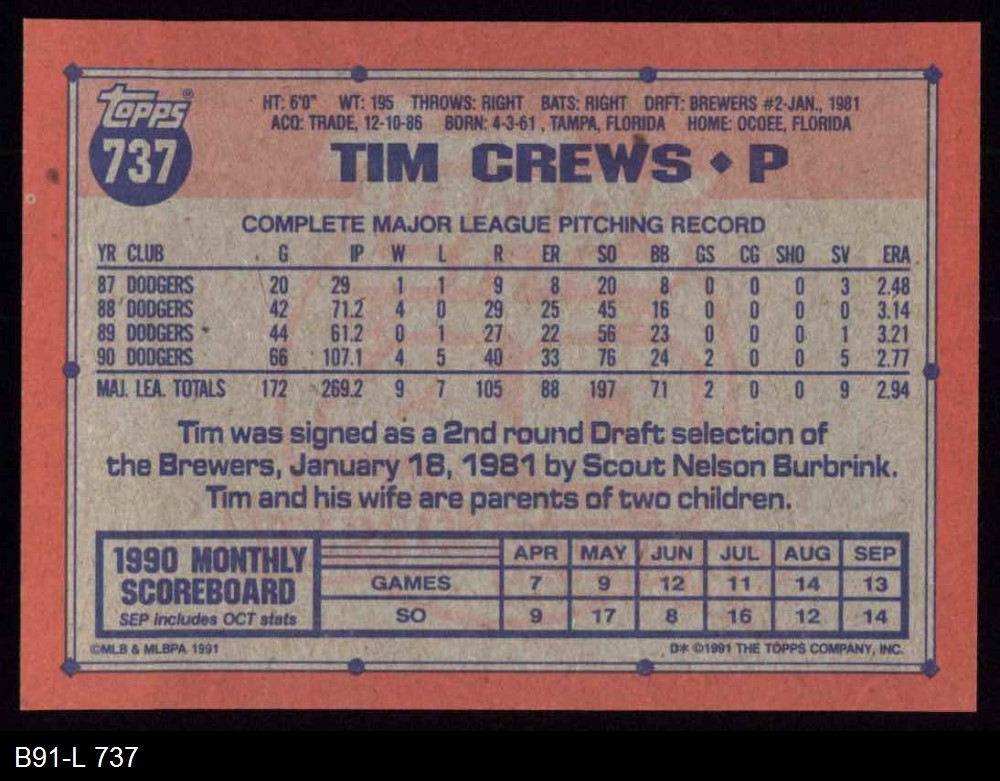 Topps®
737
HT: 6'0" WT: 195 THROWS: RIGHT BATS: RIGHT DRFT: BREWERS #2-JAN., 1981
ACQ: TRADE, 12-10-86 BORN: 4-3-61 , TAMPA, FLORIDA HOME: OCOEE, FLORIDA
TIM CREWS ◆ P
COMPLETE MAJOR LEAGUE PITCHING RECORD
YR CLUB G IP W L R ER SO BB GS CG SHO SV ERA
87 DODGERS 20 29 1 1 9 8 20 8 0 0 0 3 2.48
88 DODGERS 42 71.2 4 0 29 25 45 16 0 0 0 0 3.14
89 DODGERS 44 61.2 0 1 27 22 56 23 0 0 0 1 3.21
90 DODGERS 66 107.1 4 5 40 33 76 24 2 0 0 5 2.77
MAJ. LEA. TOTALS 172 269.2 9 7 105 88 197 71 2 0 0 9 2.94
Tim was signed as a 2nd round Draft selection of
the Brewers, January 18, 1981 by Scout Nelson Burbrink.
Tim and his wife are parents of two children.
1990 MONTHLY
SCOREBOARD
SEP includes OCT stats
APR MAY JUN JUL AUG SEP
GAMES 7 9 12 11 14 13
SO 9 17 8 16 12 14
©MLB & MLBPA 1991
D* ©1991 THE TOPPS COMPANY, INC.
B91-L 737